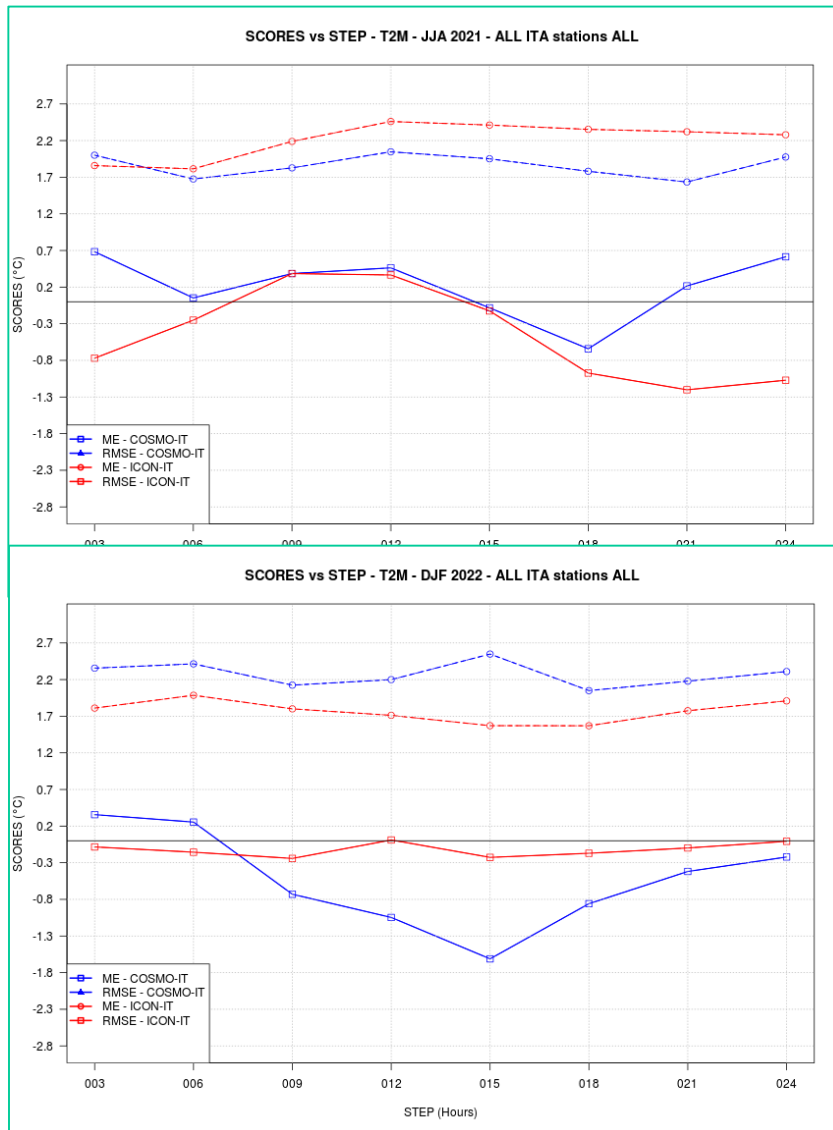 SCORES vs STEP - T2M - JJA 2021 - ALL ITA stations ALL
SCORES (°C)
2.7
2.2
1.7
1.2
0.7
0.2
-0.3
-0.8
-1.3
-1.8
-2.3
-2.8
ME - COSMO-IT
RMSE - COSMO-IT
ME - ICON-IT
RMSE - ICON-IT
003 006 009 012 015 018 021 024
SCORES vs STEP - T2M - DJF 2022 - ALL ITA stations ALL
SCORES (°C)
2.7
2.2
1.7
1.2
0.7
0.2
-0.3
-0.8
-1.3
-1.8
-2.3
-2.8
ME - COSMO-IT
RMSE - COSMO-IT
ME - ICON-IT
RMSE - ICON-IT
003 006 009 012 015 018 021 024
STEP (Hours)